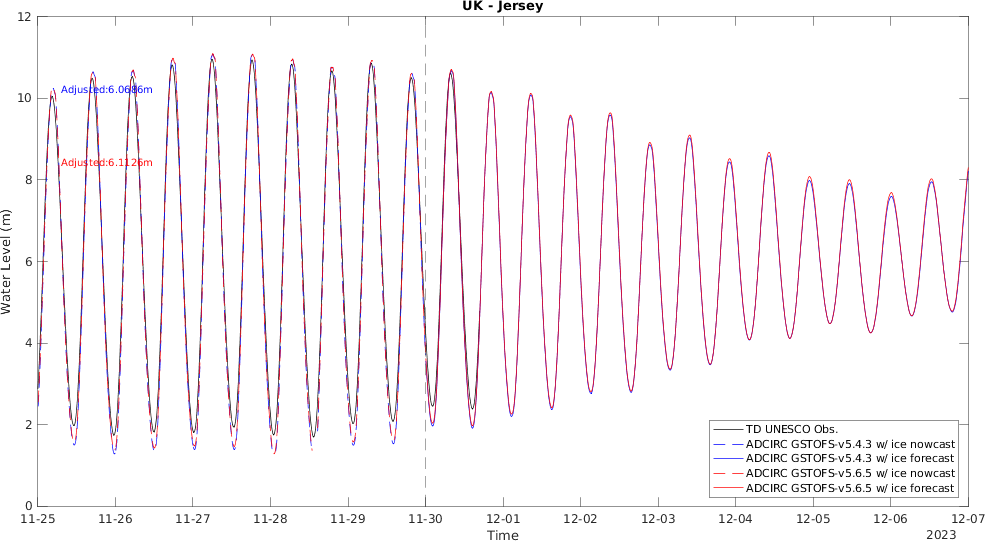 UK - Jersey
12
10
8
6
4
2
0
Water Level (m)
Adjusted:6.0686m
Adjusted:6.1126m
TD UNESCO Obs.
ADCIRC GSTOFS-v5.4.3 w/ ice nowcast
ADCIRC GSTOFS-v5.4.3 w/ ice forecast
ADCIRC GSTOFS-v5.6.5 w/ ice nowcast
ADCIRC GSTOFS-v5.6.5 w/ ice forecast
11-25 11-26 11-27 11-28 11-29 11-30 12-01 12-02 12-03 12-04 12-05 12-06 12-07
Time
2023